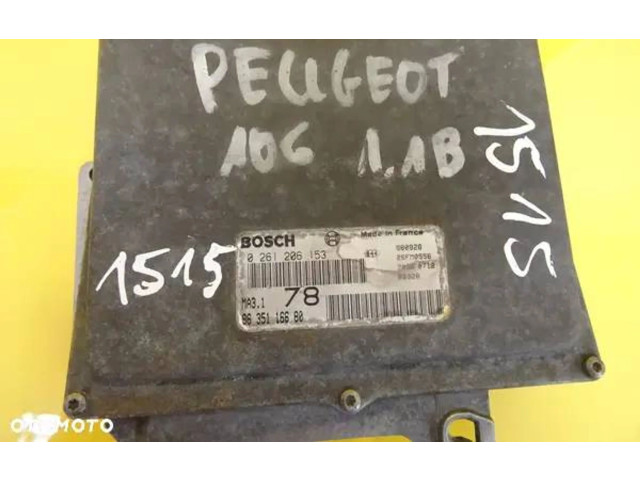 PEUGEOT
106 1.1B
1515
1515
BOSCH
Made in France
0 261 206 153
980928
MA3.1
78
96 351 166 80
OTOMOTO